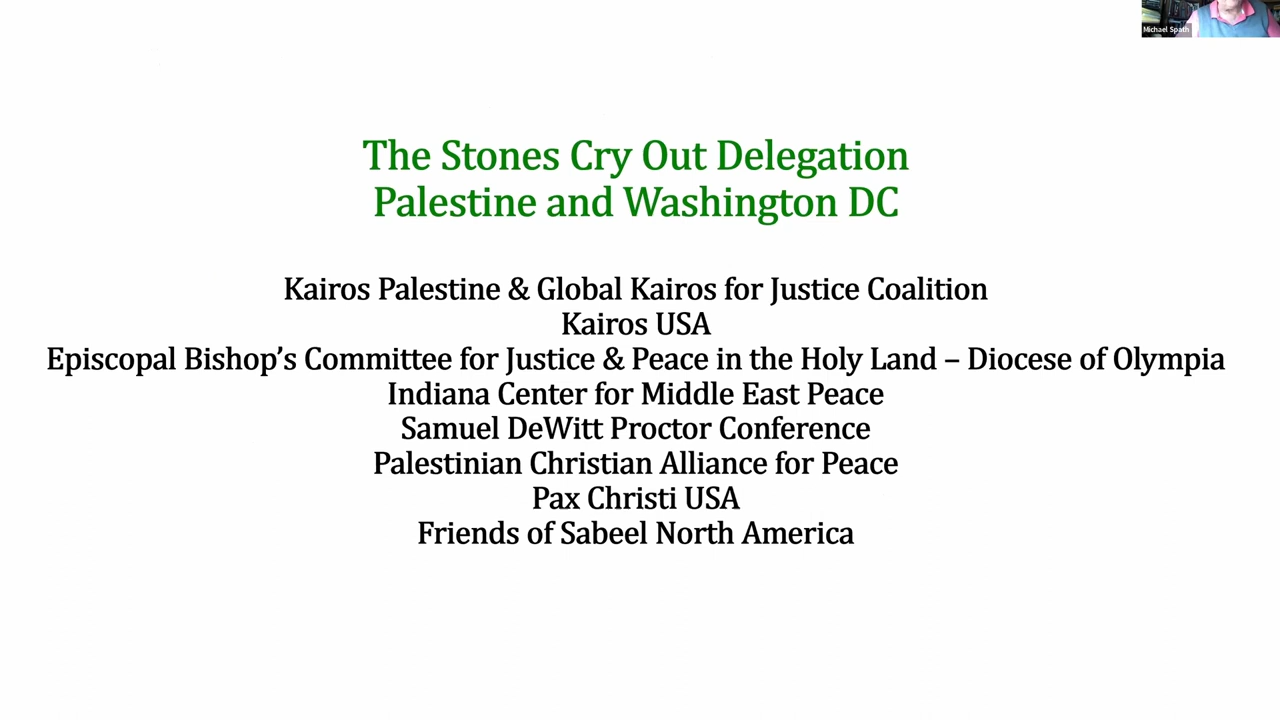 Michael Spath
The Stones Cry Out Delegation
Palestine and Washington DC
Kairos Palestine & Global Kairos for Justice Coalition
Kairos USA
Episcopal Bishop’s Committee for Justice & Peace in the Holy Land – Diocese of Olympia
Indiana Center for Middle East Peace
Samuel DeWitt Proctor Conference
Palestinian Christian Alliance for Peace
Pax Christi USA
Friends of Sabeel North America